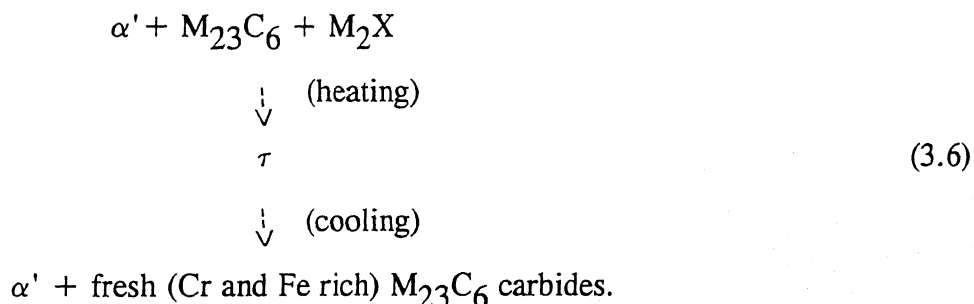 α' + M₂₃C₆ + M₂X
(heating)
τ (3.6)
(cooling)
α' + fresh (Cr and Fe rich) M₂₃C₆ carbides.